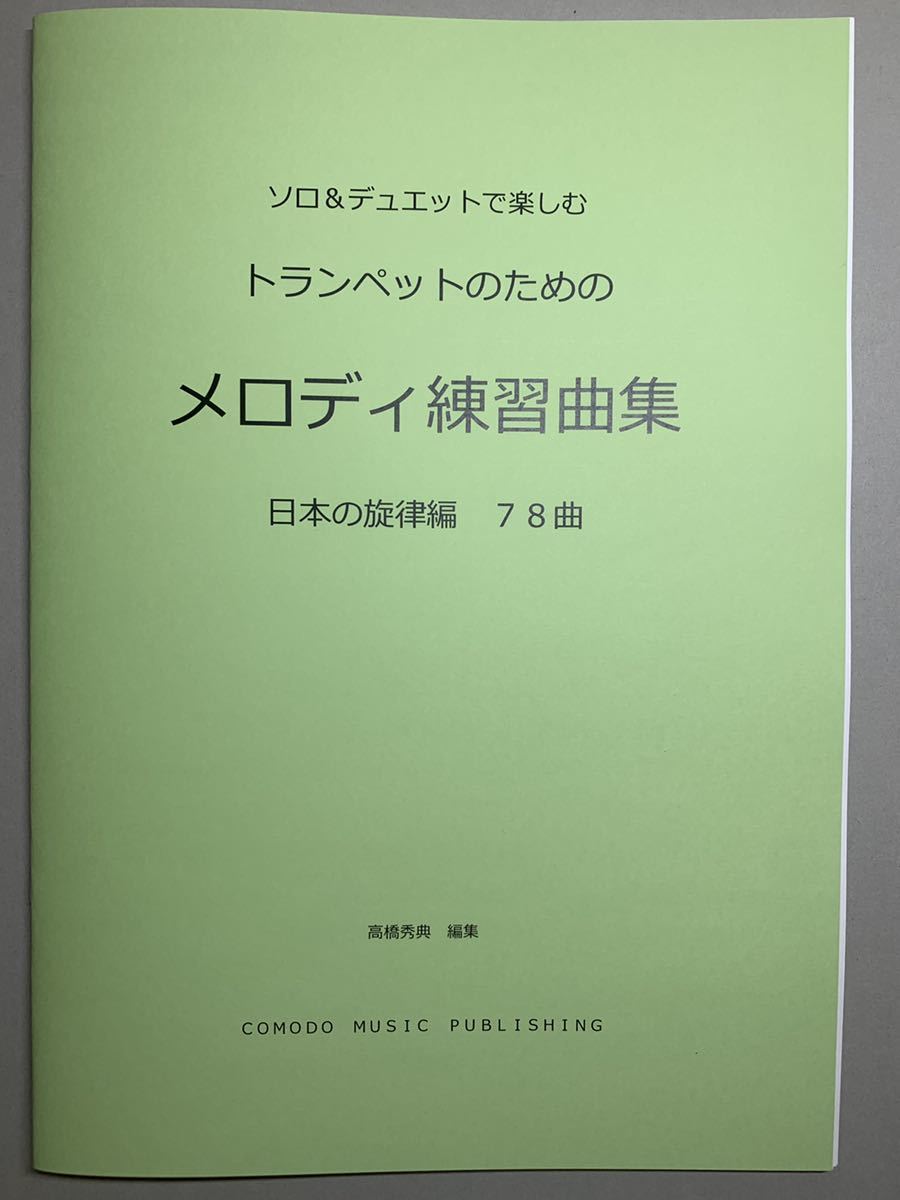 ソロ＆デュエットで楽しむ
トランペットのための
メロディ練習曲集
日本の旋律編　７８曲
高橋秀典　編集
COMODO MUSIC PUBLISHING